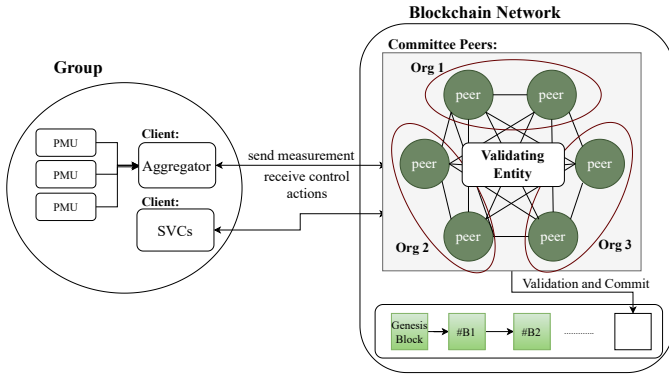 Blockchain Network
Group
Committee Peers:
Org 1
peer
peer
PMU
PMU
PMU
Client:
Aggregator
Client:
SVCs
send measurement
receive control
actions
peer
Validating
Entity
peer
peer
peer
Org 2
Org 3
Validation and Commit
Genesis
Block
#B1
#B2
..............